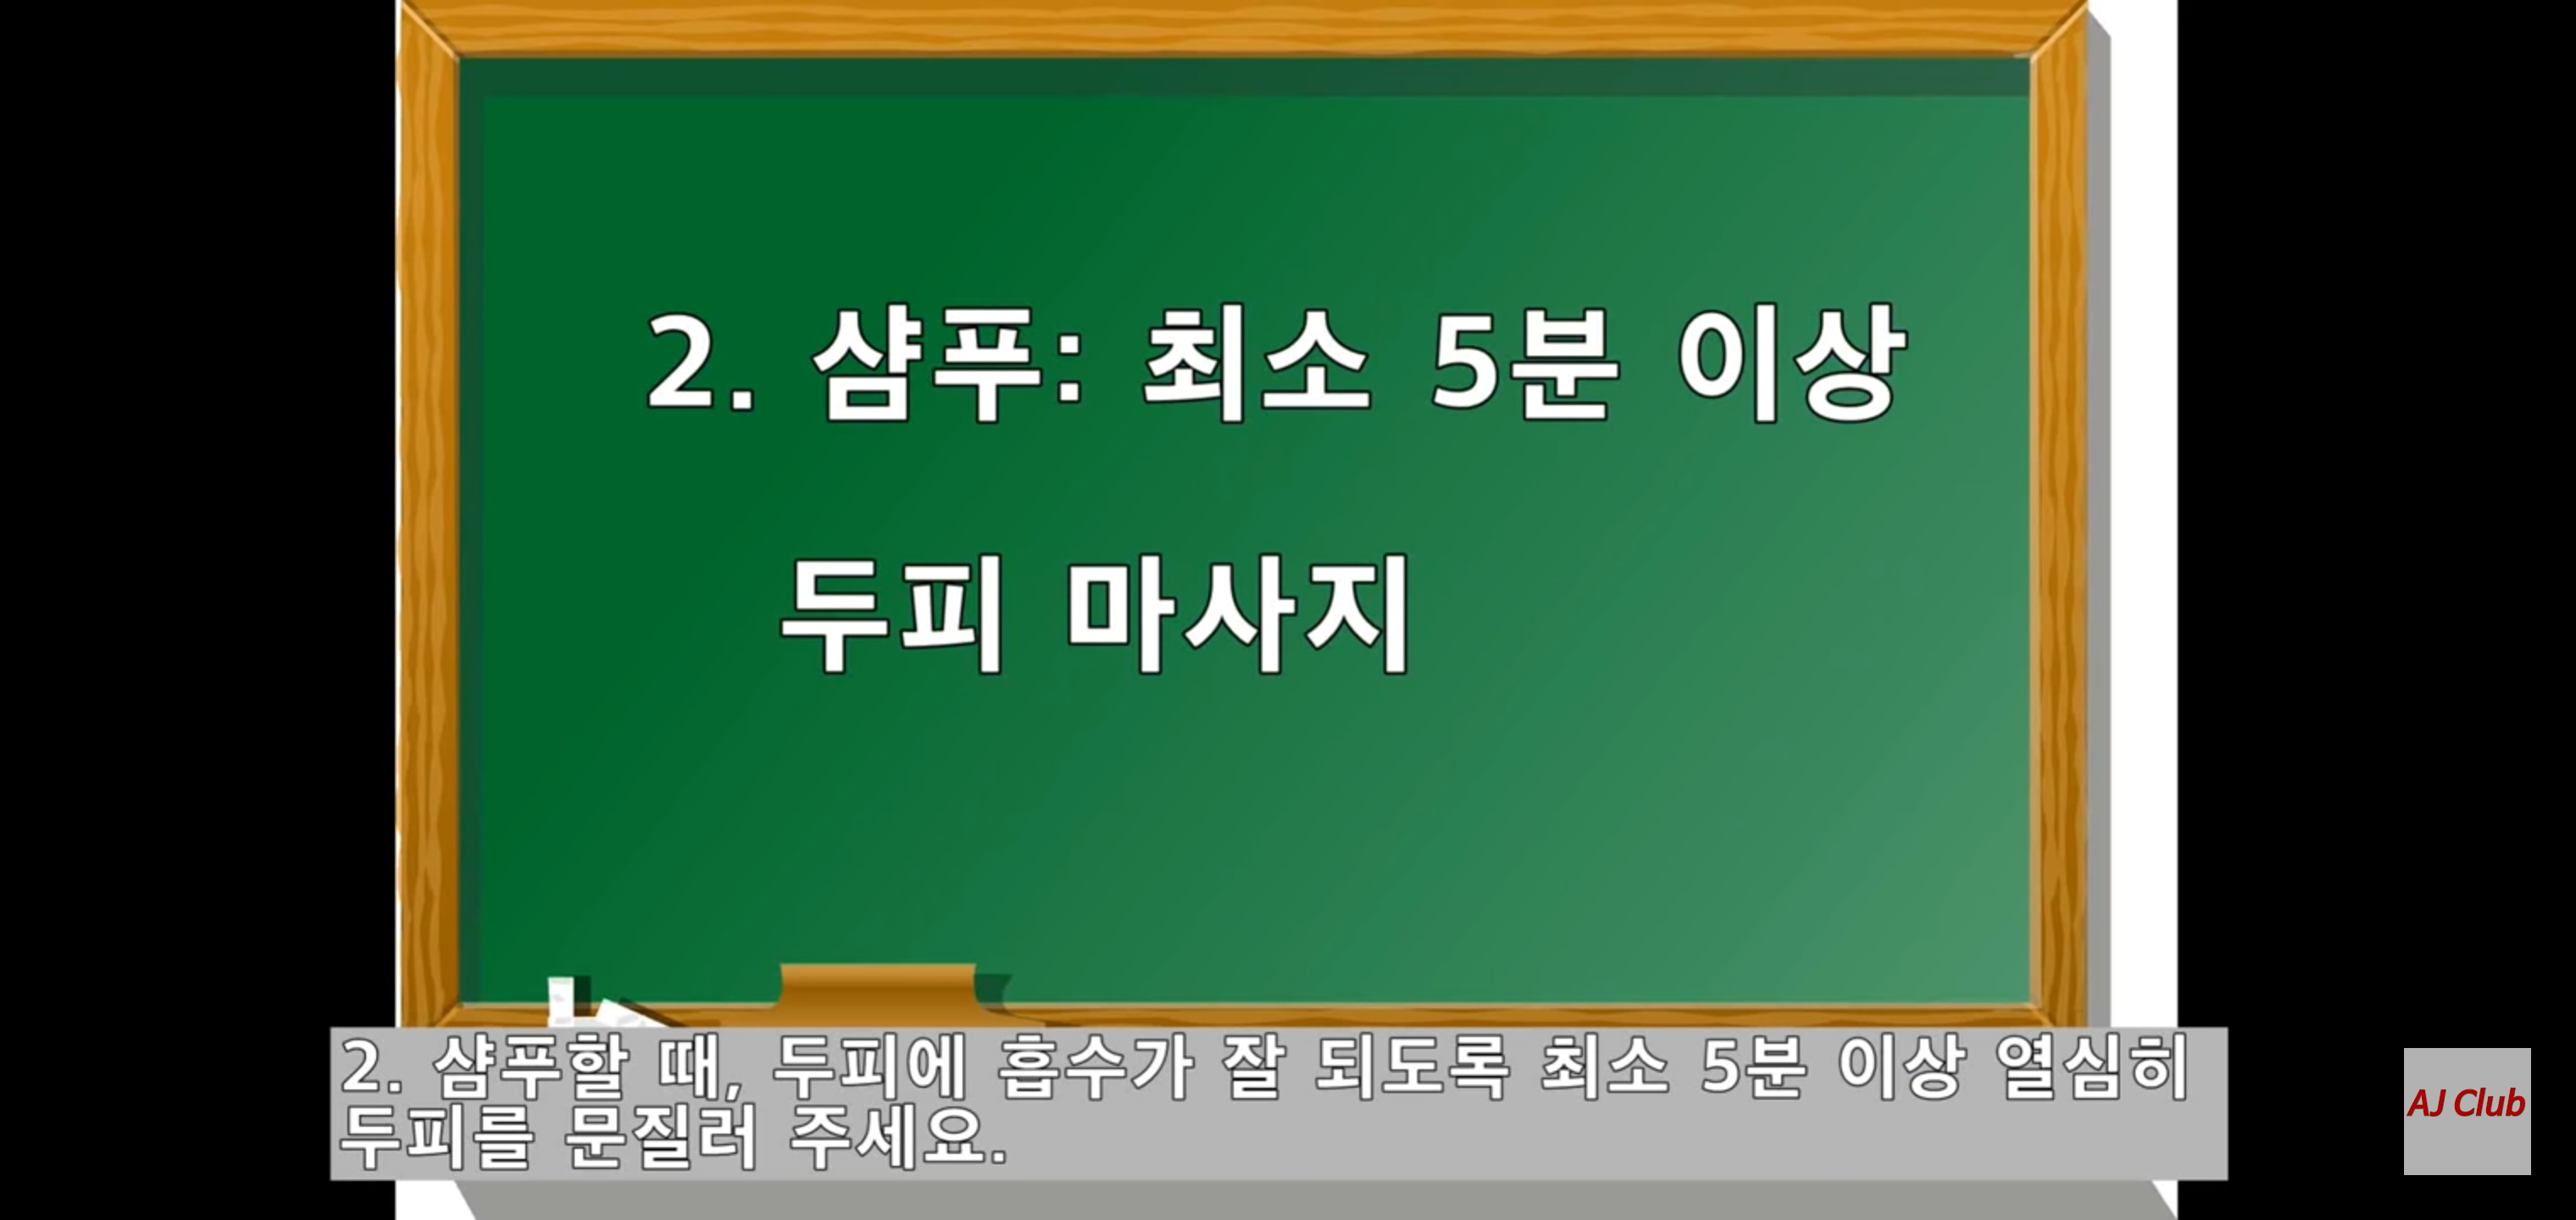 2. 샴푸: 최소 5분 이상
두피 마사지
2. 샴푸할 때, 두피에 흡수가 잘 되도록 최소 5분 이상 열심히
두피를 문질러 주세요.
AJ Club